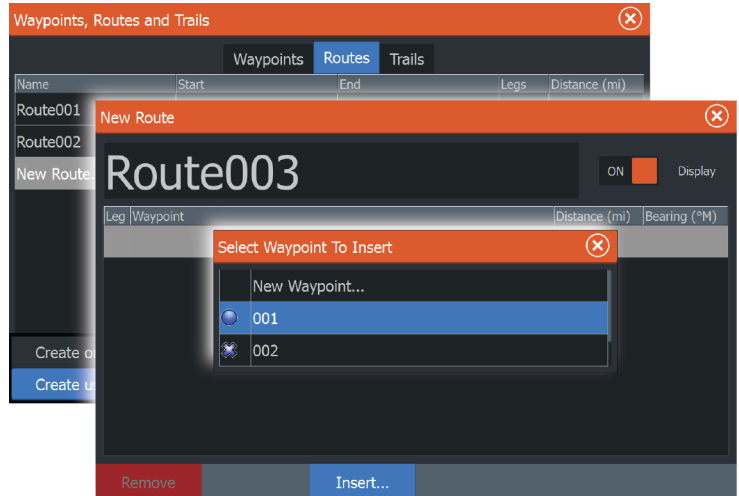 Waypoints, Routes and Trails
Waypoints Routes Trails
Name Start End Legs Distance (mi)
Route001
Route002
New Route.
Create o
Create u
New Route
Route003
ON Display
Leg Waypoint Distance (mi) Bearing (°M)
Select Waypoint To Insert
New Waypoint...
001
002
Remove Insert...